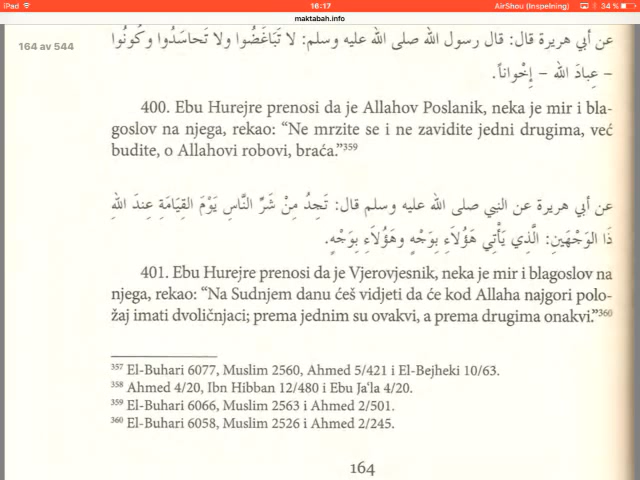 iPad 16:17 AirShou (Inspelning) 34 %
maktabah.info
164 av 544
عن أبي هريرة قال: قال رسول الله صلى الله عليه وسلم: لا تَبَاغَضُوا ولا تَحاسَدُوا وكُونُوا
– عِبادَ الله – إخْواناً.
400. Ebu Hurejre prenosi da je Allahov Poslanik, neka je mir i bla-
goslov na njega, rekao: “Ne mrzite se i ne zavidite jedni drugima, već
budite, o Allahovi robovi, braća.”359
عن أبي هريرة عن النبي صلى الله عليه وسلم قال: تَجِدُ مِنْ شَرِّ النَّاسِ يَوْمَ القِيَامَةِ عِندَ اللهِ
ذَا الوَجْهَينِ: الَّذِي يَأْتِي هَؤُلَاءِ بِوَجْهٍ وهَؤُلَاءِ بِوَجْهٍ.
401. Ebu Hurejre prenosi da je Vjerovjesnik, neka je mir i blagoslov na
njega, rekao: “Na Sudnjem danu ćeš vidjeti da će kod Allaha najgori polo-
žaj imati dvoličnjaci; prema jednim su ovakvi, a prema drugima onakvi.”360
357 El-Buhari 6077, Muslim 2560, Ahmed 5/421 i El-Bejheki 10/63.
358 Ahmed 4/20, Ibn Hibban 12/480 i Ebu Ja‘la 4/20.
359 El-Buhari 6066, Muslim 2563 i Ahmed 2/501.
360 El-Buhari 6058, Muslim 2526 i Ahmed 2/245.
164